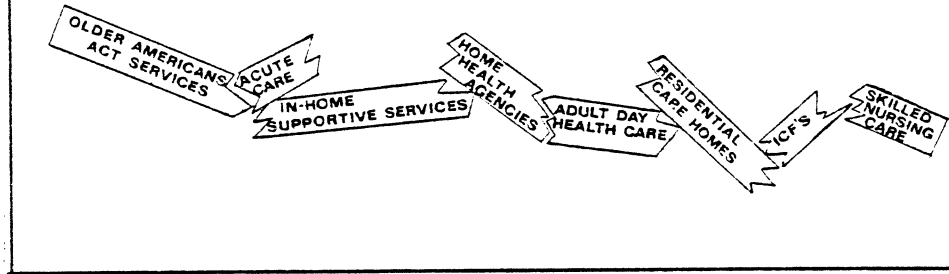 OLDER AMERICANS
ACT SERVICES
ACUTE
CARE
IN-HOME
SUPPORTIVE SERVICES
HOME
HEALTH
AGENCIES
ADULT DAY
HEALTH CARE
RESIDENTIAL
CARE HOMES
ICF'S
SKILLED
NURSING
CARE